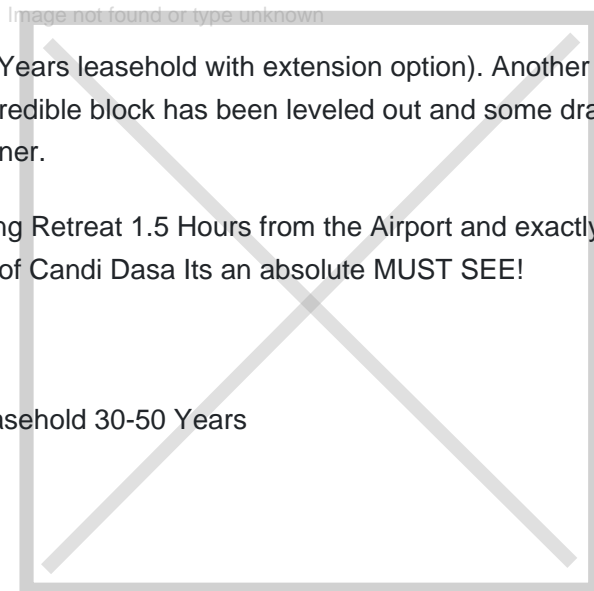 Image not found or type unknown
Years leasehold with extension option). Another
redible block has been leveled out and some dra
ner.
ng Retreat 1.5 Hours from the Airport and exactly
of Candi Dasa Its an absolute MUST SEE!
asehold 30-50 Years